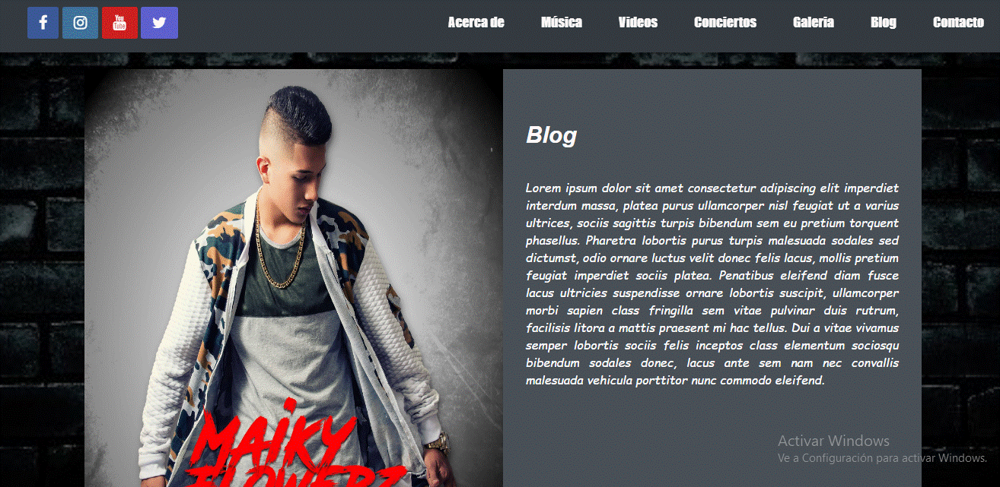 You
Tube
Acerca de Música Videos Conciertos Galeria Blog Contacto
Blog
Lorem ipsum dolor sit amet consectetur adipiscing elit imperdiet
interdum massa, platea purus ullamcorper nisl feugiat ut a varius
ultrices, sociis sagittis turpis bibendum sem eu pretium torquent
phasellus. Pharetra lobortis purus turpis malesuada sodales sed
dictumst, odio ornare luctus velit donec felis lacus, mollis pretium
feugiat imperdiet sociis platea. Penatibus eleifend diam fusce
lacus ultricies suspendisse ornare lobortis suscipit, ullamcorper
morbi sapien class fringilla sem vitae pulvinar duis rutrum,
facilisis litora a mattis praesent mi hac tellus. Dui a vitae vivamus
semper lobortis sociis felis inceptos class elementum sociosqu
bibendum sodales donec, lacus ante sem nam nec convallis
malesuada vehicula porttitor nunc commodo eleifend.
MAiKY
FLOWERZ
Activar Windows
Ve a Configuración para activar Windows.